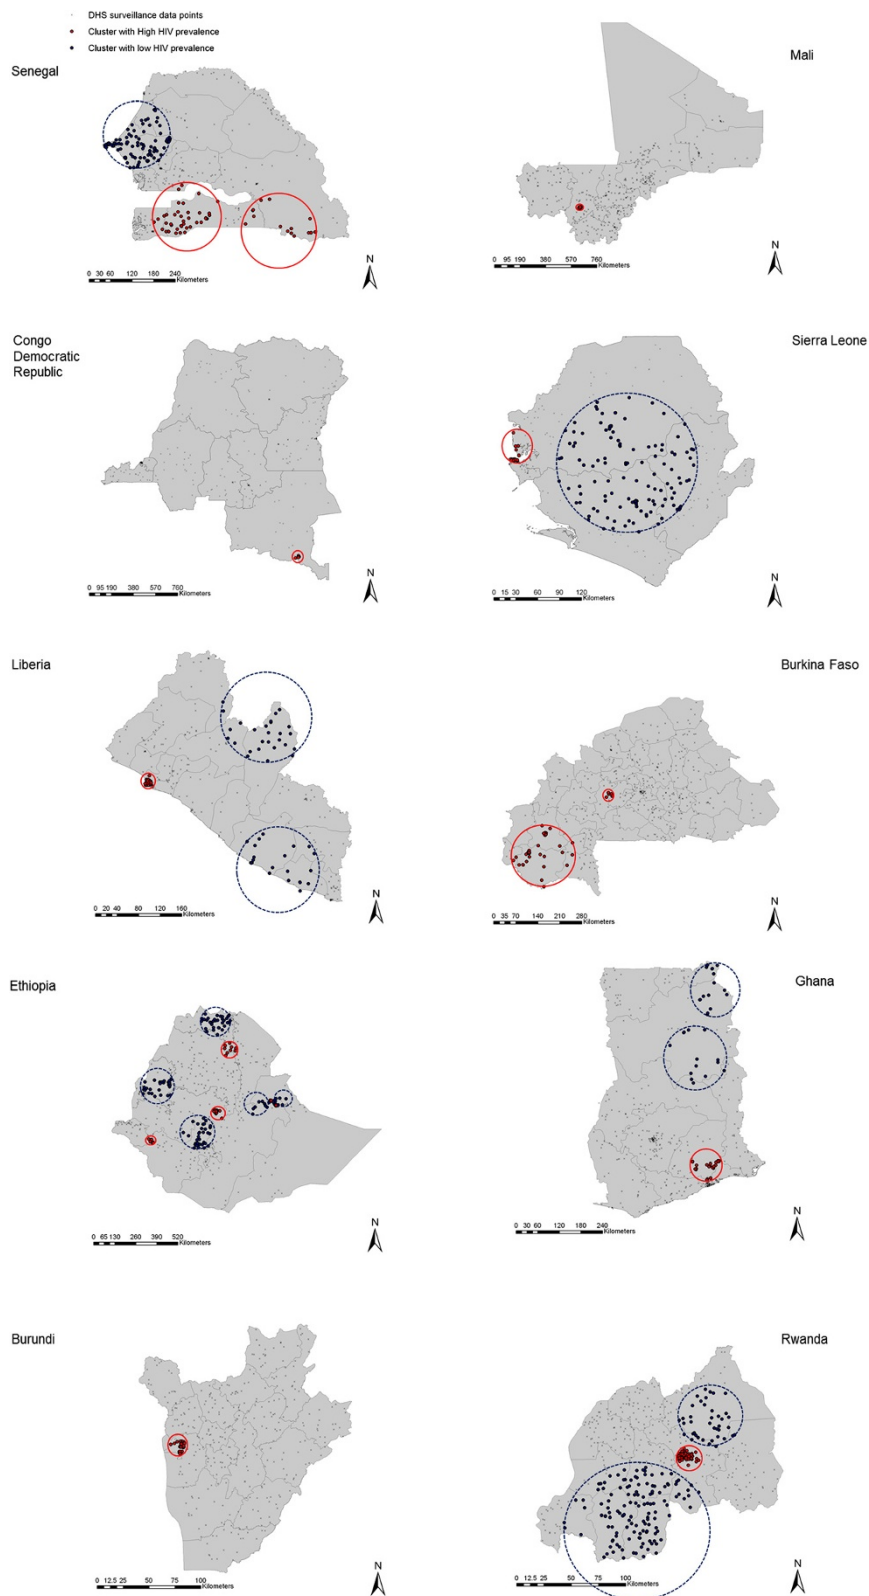 DHS surveillance data points
Cluster with High HIV prevalence
Cluster with low HIV prevalence
Senegal
Mali
N
0 30 60 120 180 240
Kilometers
N
0 95 190 380 570 760
Kilometers
Congo
Democratic
Republic
Sierra Leone
N
0 95 190 380 570 760
Kilometers
N
0 15 30 60 90 120
Kilometers
Liberia
Burkina Faso
N
0 20 40 80 120 160
Kilometers
N
0 35 70 140 210 280
Kilometers
Ethiopia
Ghana
N
0 65 130 260 390 520
Kilometers
N
0 30 60 120 180 240
Kilometers
Burundi
Rwanda
N
0 12.5 25 50 75 100
Kilometers
N
0 12.5 25 50 75 100
Kilometers